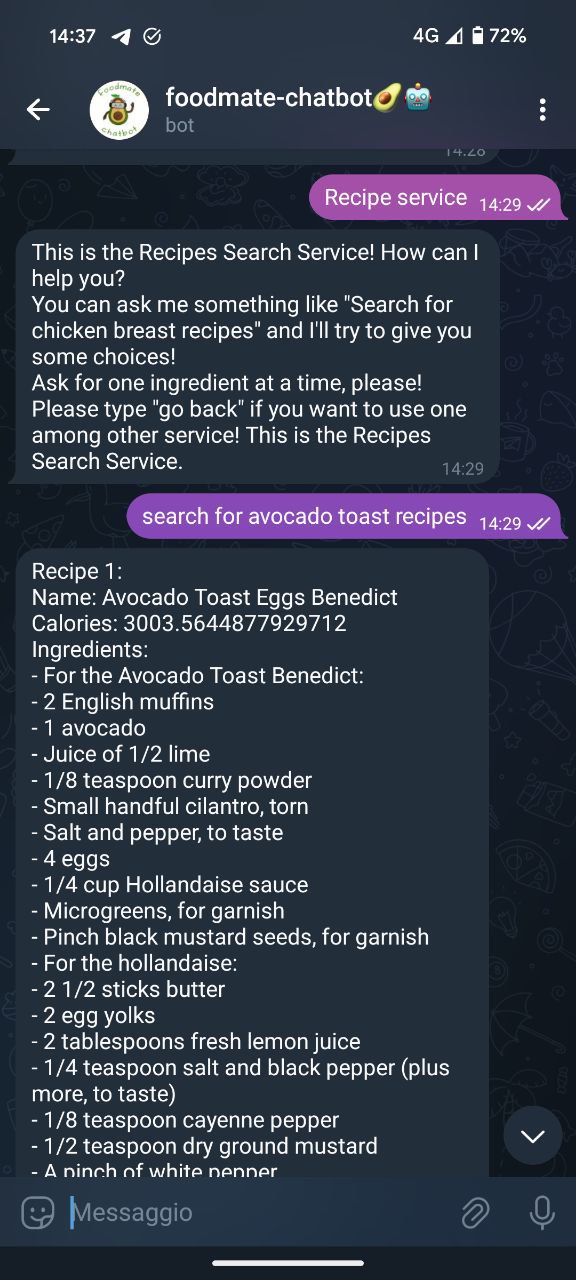 14:37
4G
72%
foodmate
chatbot
foodmate-chatbot🥑🤖
bot
14:28
Recipe service 14:29
This is the Recipes Search Service! How can I
help you?
You can ask me something like "Search for
chicken breast recipes" and I'll try to give you
some choices!
Ask for one ingredient at a time, please!
Please type "go back" if you want to use one
among other service! This is the Recipes
Search Service.
14:29
search for avocado toast recipes 14:29
Recipe 1:
Name: Avocado Toast Eggs Benedict
Calories: 3003.5644877929712
Ingredients:
- For the Avocado Toast Benedict:
- 2 English muffins
- 1 avocado
- Juice of 1/2 lime
- 1/8 teaspoon curry powder
- Small handful cilantro, torn
- Salt and pepper, to taste
- 4 eggs
- 1/4 cup Hollandaise sauce
- Microgreens, for garnish
- Pinch black mustard seeds, for garnish
- For the hollandaise:
- 2 1/2 sticks butter
- 2 egg yolks
- 2 tablespoons fresh lemon juice
- 1/4 teaspoon salt and black pepper (plus
more, to taste)
- 1/8 teaspoon cayenne pepper
- 1/2 teaspoon dry ground mustard
- A pinch of white pepper
Messaggio